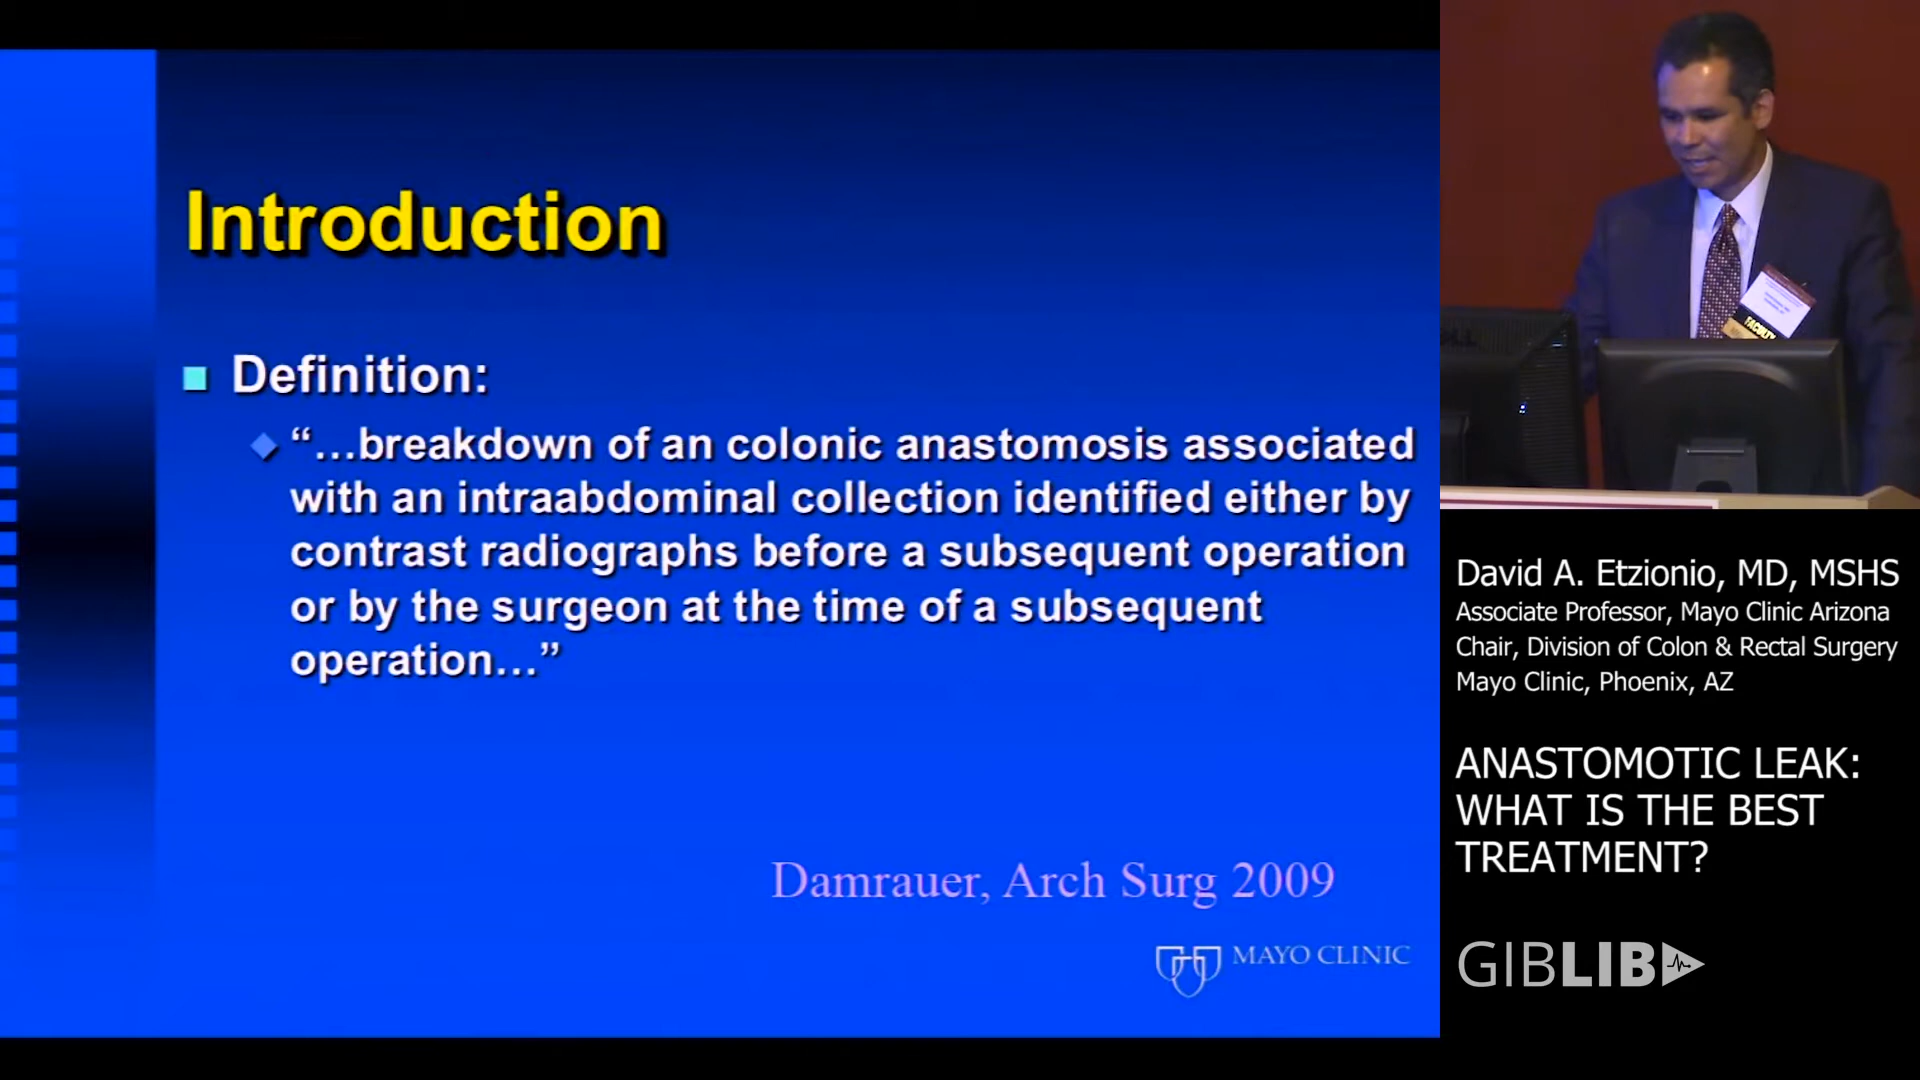 Introduction
Definition:
“...breakdown of an colonic anastomosis associated
with an intraabdominal collection identified either by
contrast radiographs before a subsequent operation
or by the surgeon at the time of a subsequent
operation...”
Damrauer, Arch Surg 2009
MAYO CLINIC
FACULTY
David A. Etzionio, MD, MSHS
Associate Professor, Mayo Clinic Arizona
Chair, Division of Colon & Rectal Surgery
Mayo Clinic, Phoenix, AZ
ANASTOMOTIC LEAK:
WHAT IS THE BEST
TREATMENT?
GIBLIB